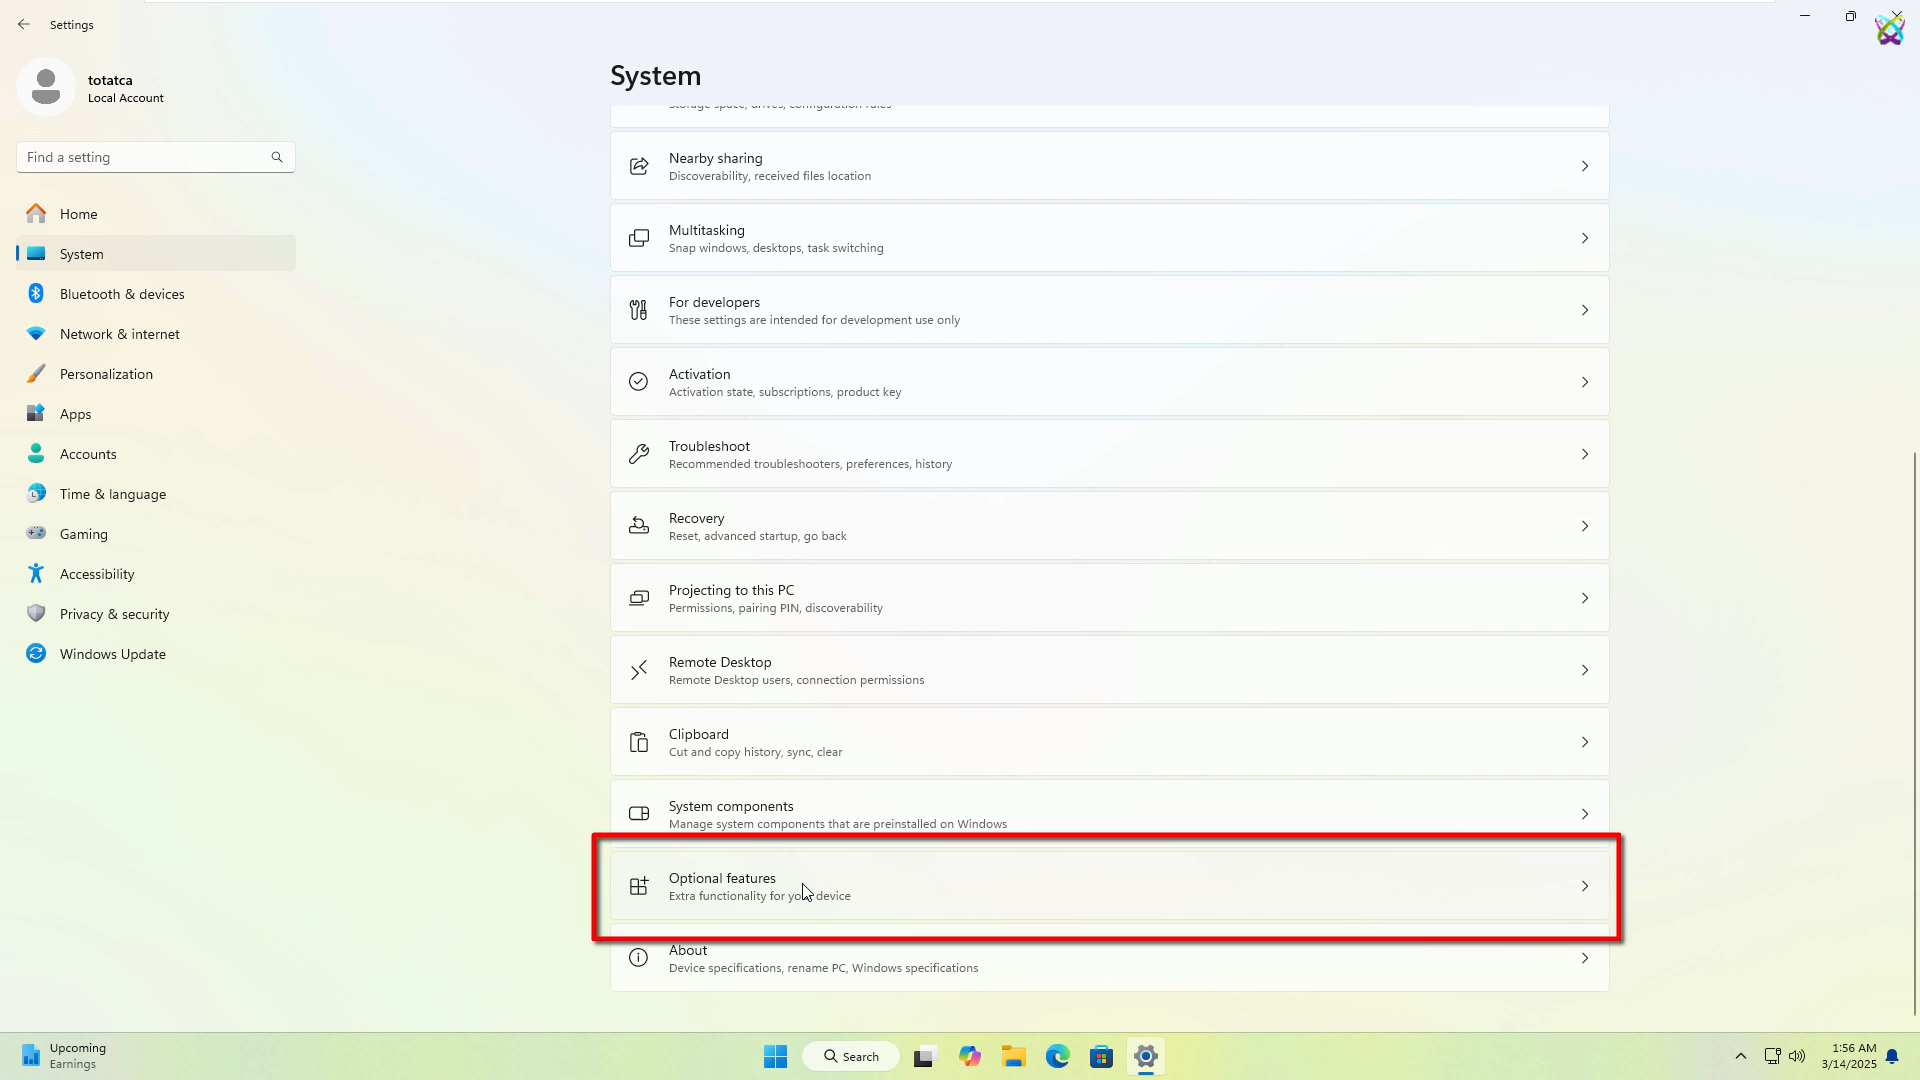 Settings
totatca
Local Account
Find a setting
Home
System
Bluetooth & devices
Network & internet
Personalization
Apps
Accounts
Time & language
Gaming
Accessibility
Privacy & security
Windows Update
System
Storage space, drives, configuration rules
Nearby sharing
Discoverability, received files location
Multitasking
Snap windows, desktops, task switching
For developers
These settings are intended for development use only
Activation
Activation state, subscriptions, product key
Troubleshoot
Recommended troubleshooters, preferences, history
Recovery
Reset, advanced startup, go back
Projecting to this PC
Permissions, pairing PIN, discoverability
Remote Desktop
Remote Desktop users, connection permissions
Clipboard
Cut and copy history, sync, clear
System components
Manage system components that are preinstalled on Windows
Optional features
Extra functionality for your device
About
Device specifications, rename PC, Windows specifications
Upcoming
Earnings
Search
1:56 AM
3/14/2025